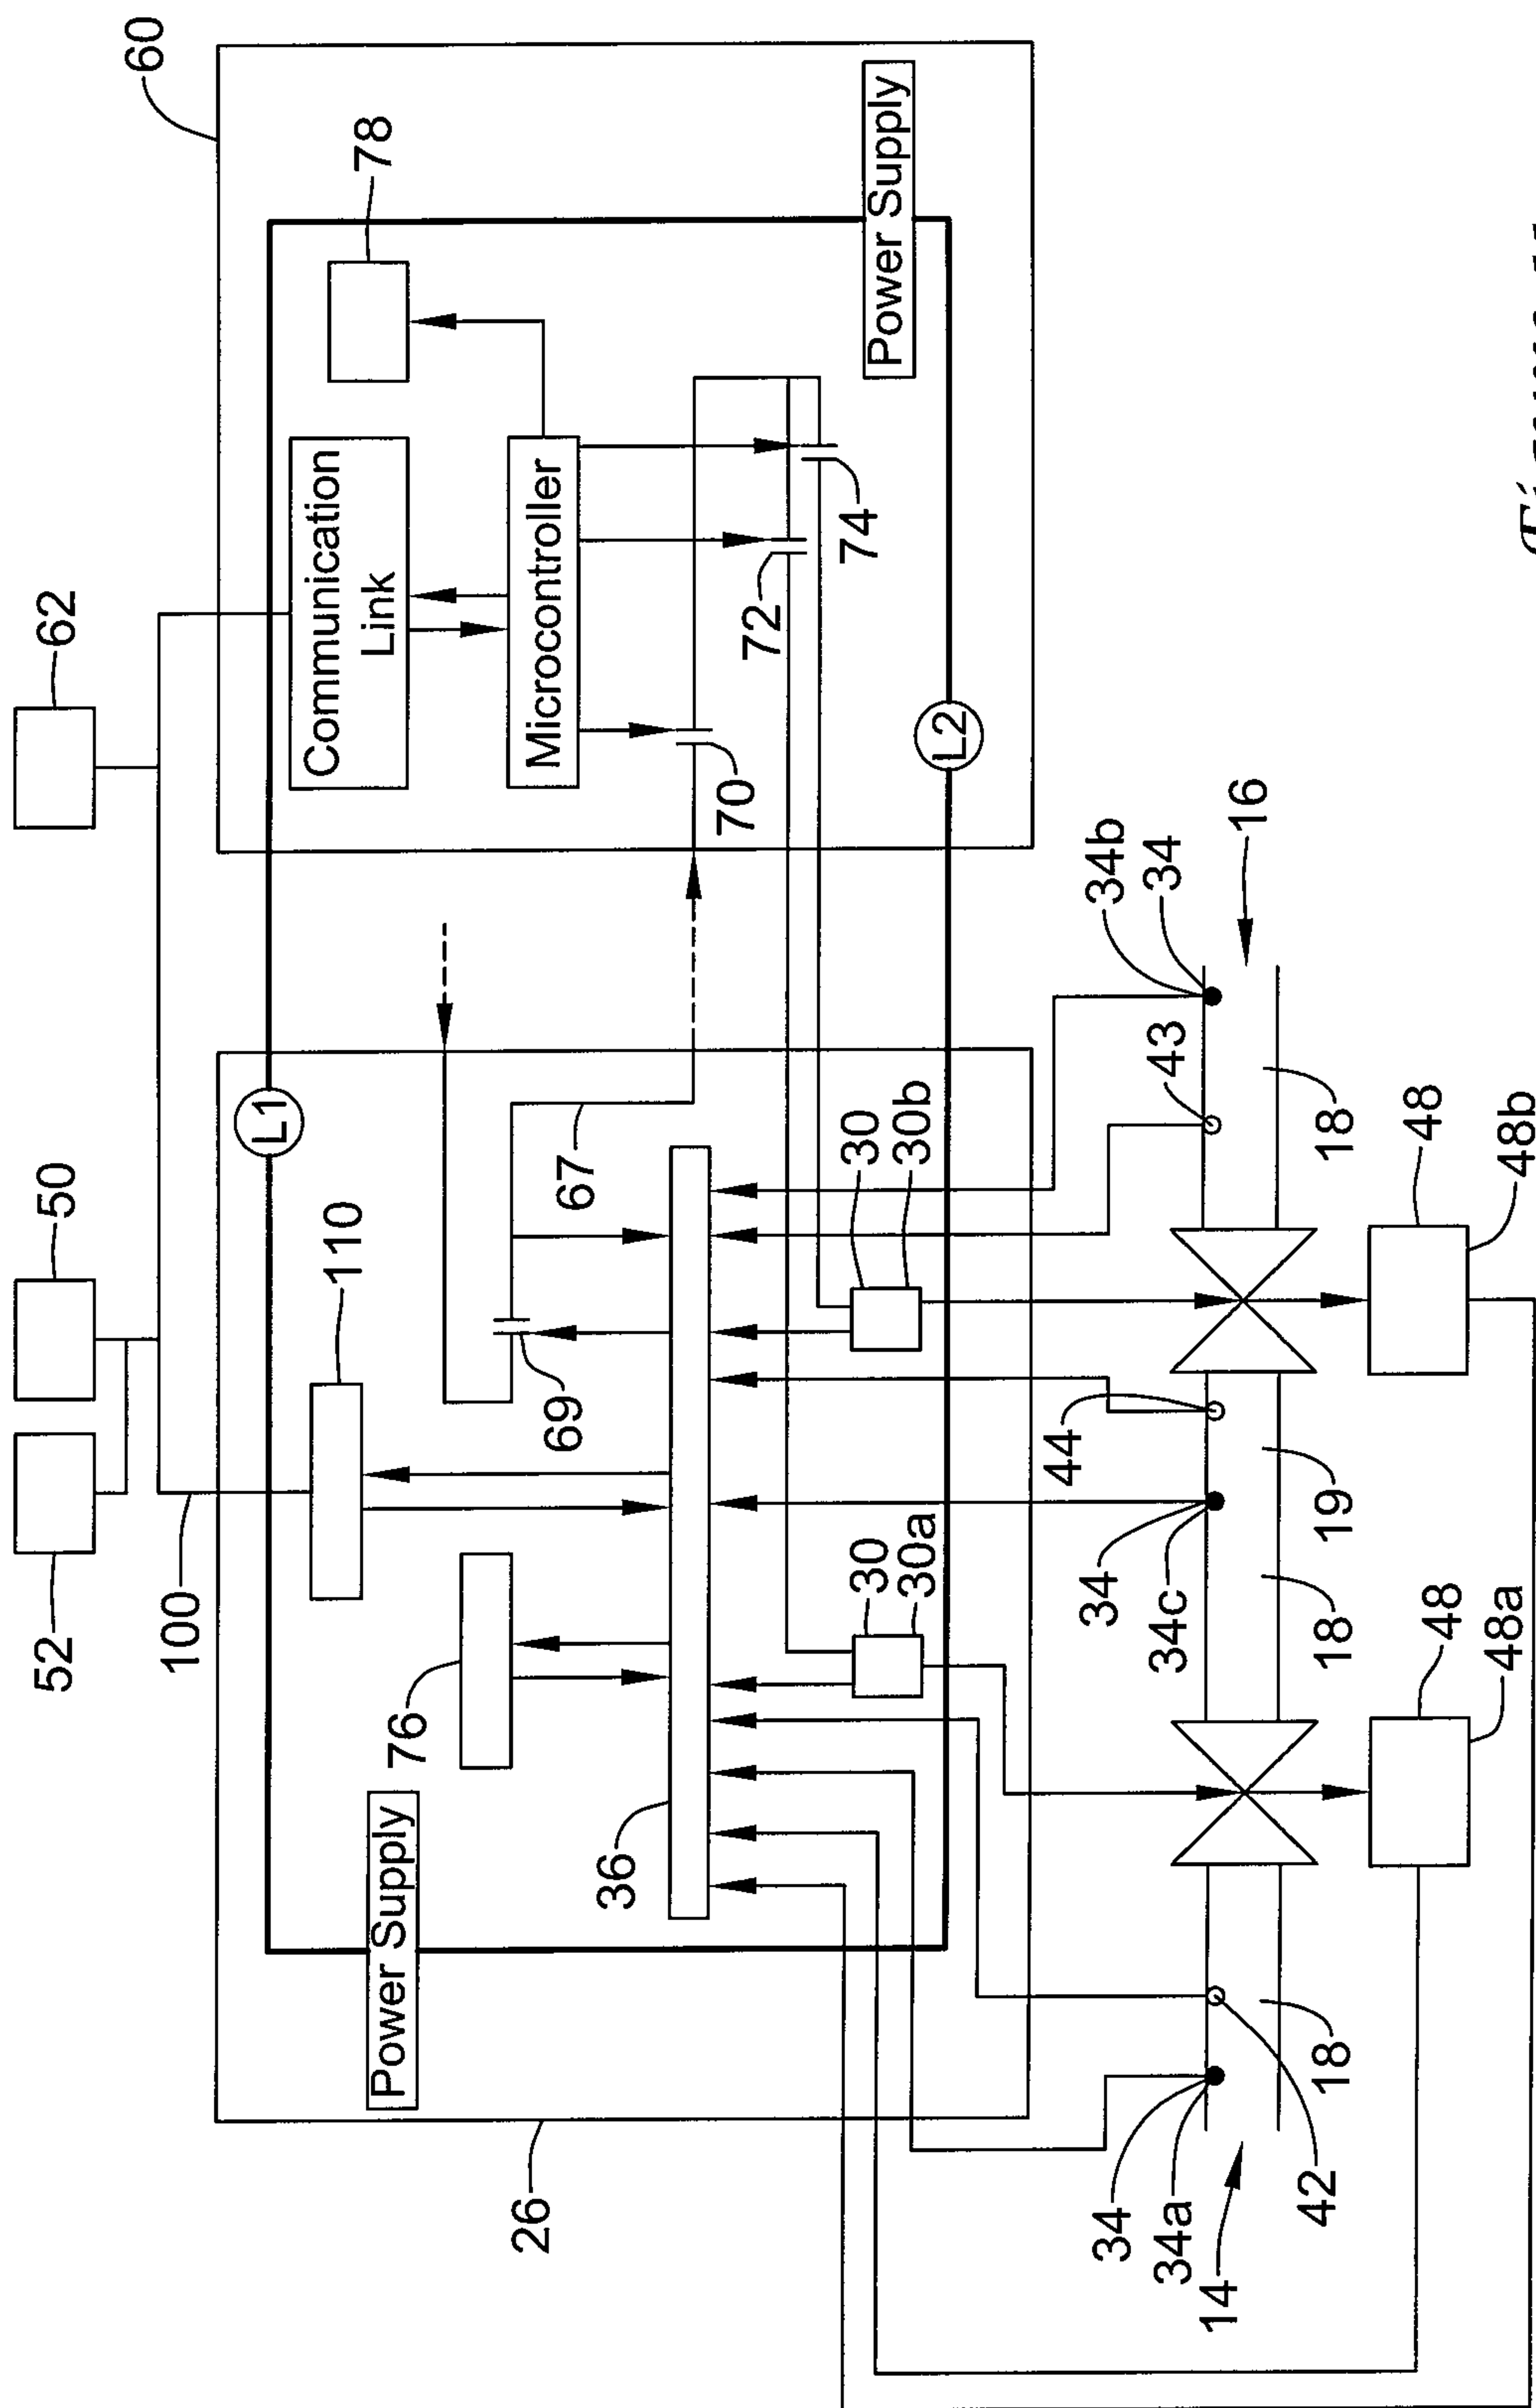 52
50
62
100
60
L1
110
Communication
Link
78
Power Supply
76
26
Microcontroller
69
67
36
70
72
74
30
30a
30
30b
Power Supply
L2
34
34a
14
42
18
34
34c
18
44
19
43
18
34b
34
16
48
48a
48
48b